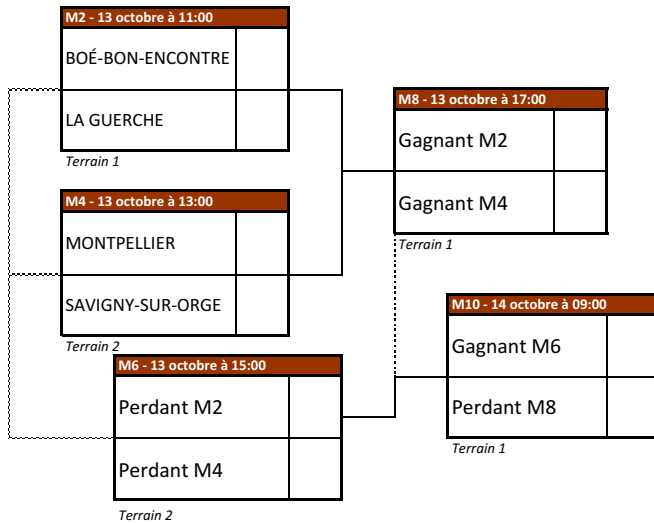 M2 - 13 octobre à 11:00
BOÉ-BON-ENCONTRE
LA GUERCHE
Terrain 1
M4 - 13 octobre à 13:00
MONTPELLIER
SAVIGNY-SUR-ORGE
Terrain 2
M6 - 13 octobre à 15:00
Perdant M2
Perdant M4
Terrain 2
M8 - 13 octobre à 17:00
Gagnant M2
Gagnant M4
Terrain 1
M10 - 14 octobre à 09:00
Gagnant M6
Perdant M8
Terrain 1